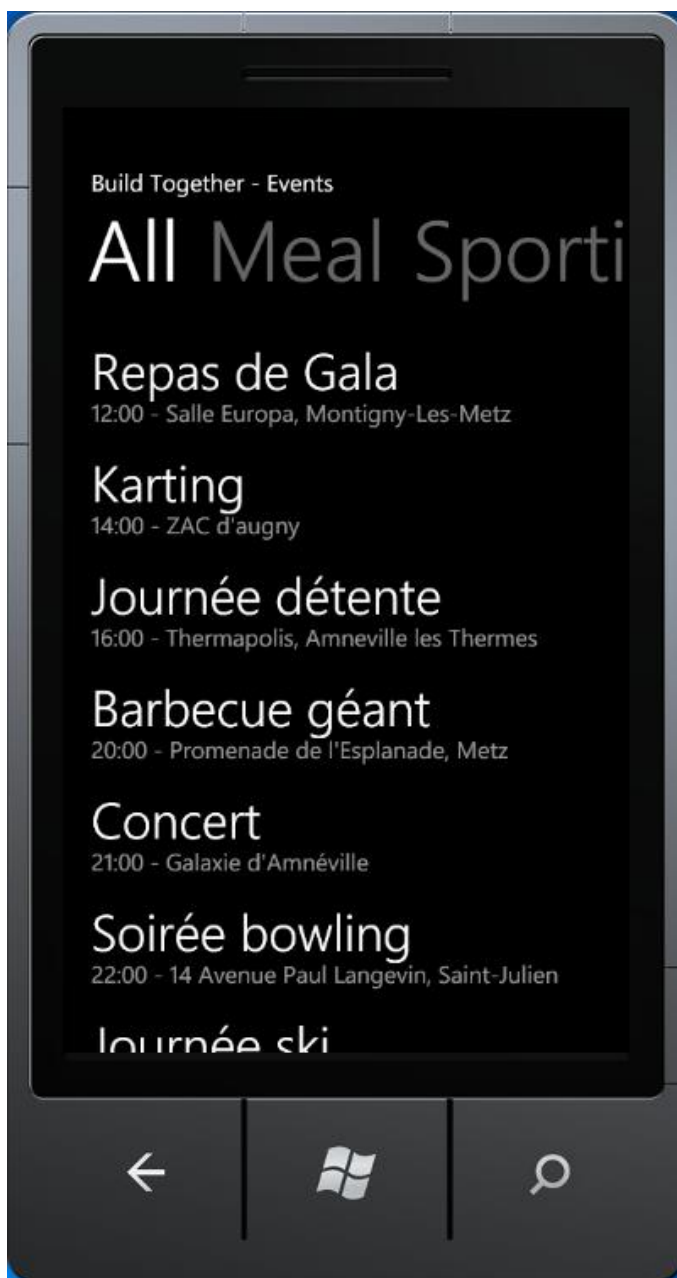 Build Together - Events
All Meal Sporti
Repas de Gala
12:00 - Salle Europa, Montigny-Les-Metz
Karting
14:00 - ZAC d'augny
Journée détente
16:00 - Thermapolis, Amneville les Thermes
Barbecue géant
20:00 - Promenade de l'Esplanade, Metz
Concert
21:00 - Galaxie d'Amnéville
Soirée bowling
22:00 - 14 Avenue Paul Langevin, Saint-Julien
Journée ski